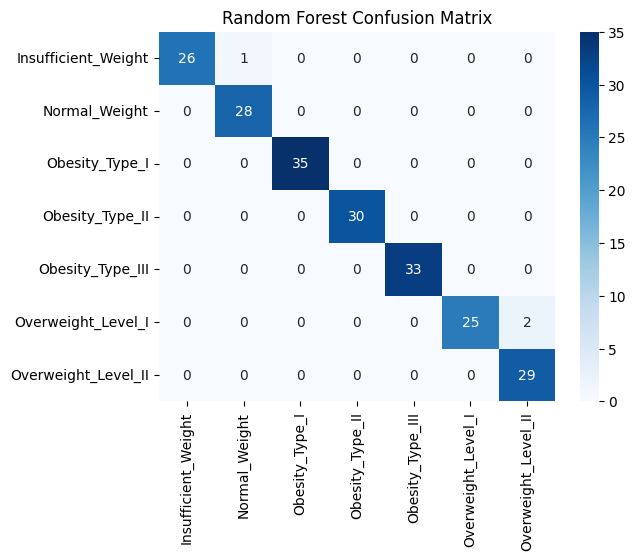 Random Forest Confusion Matrix
Insufficient_Weight 26 1 0 0 0 0 0
Normal_Weight 0 28 0 0 0 0 0
Obesity_Type_I 0 0 35 0 0 0 0
Obesity_Type_II 0 0 0 30 0 0 0
Obesity_Type_III 0 0 0 0 33 0 0
Overweight_Level_I 0 0 0 0 0 25 2
Overweight_Level_II 0 0 0 0 0 0 29
Insufficient_Weight
Normal_Weight
Obesity_Type_I
Obesity_Type_II
Obesity_Type_III
Overweight_Level_I
Overweight_Level_II
35
30
25
20
15
10
5
0